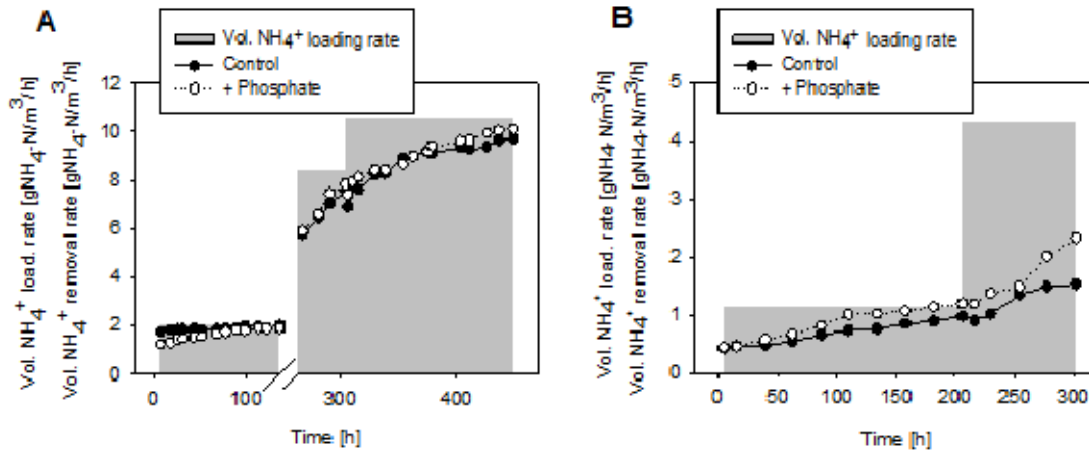 A
Vol. NH4+ loading rate
Control
+ Phosphate
Vol. NH4+ load. rate [gNH4-N/m3/h]
Vol. NH4+ removal rate [gNH4-N/m3/h]
12
10
8
6
4
2
0
0 100 300 400
Time [h]
B
Vol. NH4+ loading rate
Control
+ Phosphate
Vol. NH4+ load. rate [gNH4-N/m3/h]
Vol. NH4+ removal rate [gNH4-N/m3/h]
5
4
3
2
1
0
0 50 100 150 200 250 300
Time [h]